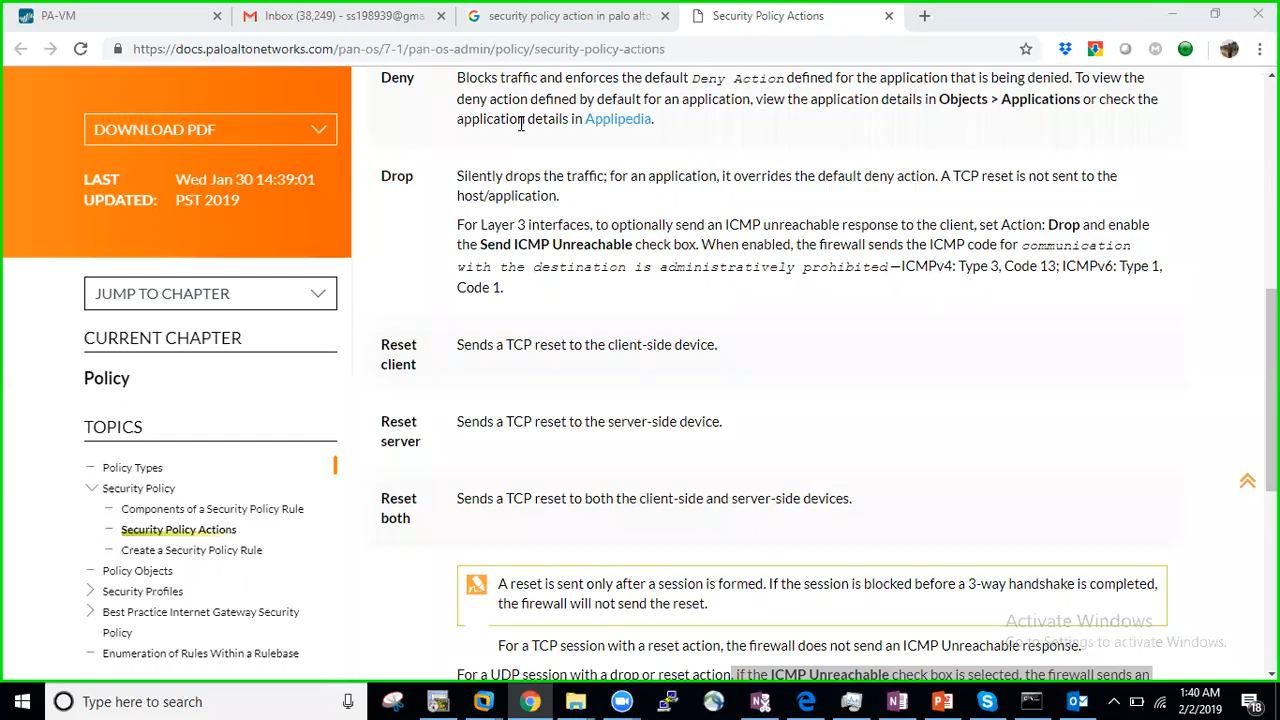 PA-VM
Inbox (38,249) - ss198939@gma
security policy action in palo alto
Security Policy Actions
https://docs.paloaltonetworks.com/pan-os/7-1/pan-os-admin/policy/security-policy-actions
DOWNLOAD PDF
LAST UPDATED:
Wed Jan 30 14:39:01
PST 2019
JUMP TO CHAPTER
CURRENT CHAPTER
Policy
TOPICS
Policy Types
Security Policy
Components of a Security Policy Rule
Security Policy Actions
Create a Security Policy Rule
Policy Objects
Security Profiles
Best Practice Internet Gateway Security
Policy
Enumeration of Rules Within a Rulebase
Deny
Blocks traffic and enforces the default Deny Action defined for the application that is being denied. To view the
deny action defined by default for an application, view the application details in Objects > Applications or check the
application details in Applipedia.
Drop
Silently drops the traffic; for an application, it overrides the default deny action. A TCP reset is not sent to the
host/application.
For Layer 3 interfaces, to optionally send an ICMP unreachable response to the client, set Action: Drop and enable
the Send ICMP Unreachable check box. When enabled, the firewall sends the ICMP code for communication
with the destination is administratively prohibited—ICMPv4: Type 3, Code 13; ICMPv6: Type 1,
Code 1.
Reset
client
Sends a TCP reset to the client-side device.
Reset
server
Sends a TCP reset to the server-side device.
Reset
both
Sends a TCP reset to both the client-side and server-side devices.
A reset is sent only after a session is formed. If the session is blocked before a 3-way handshake is completed,
the firewall will not send the reset.
For a TCP session with a reset action, the firewall does not send an ICMP Unreachable response.
For a UDP session with a drop or reset action, if the ICMP Unreachable check box is selected, the firewall sends an
Activate Windows
Go to Settings to activate Windows.
Type here to search
1:40 AM
2/2/2019
18